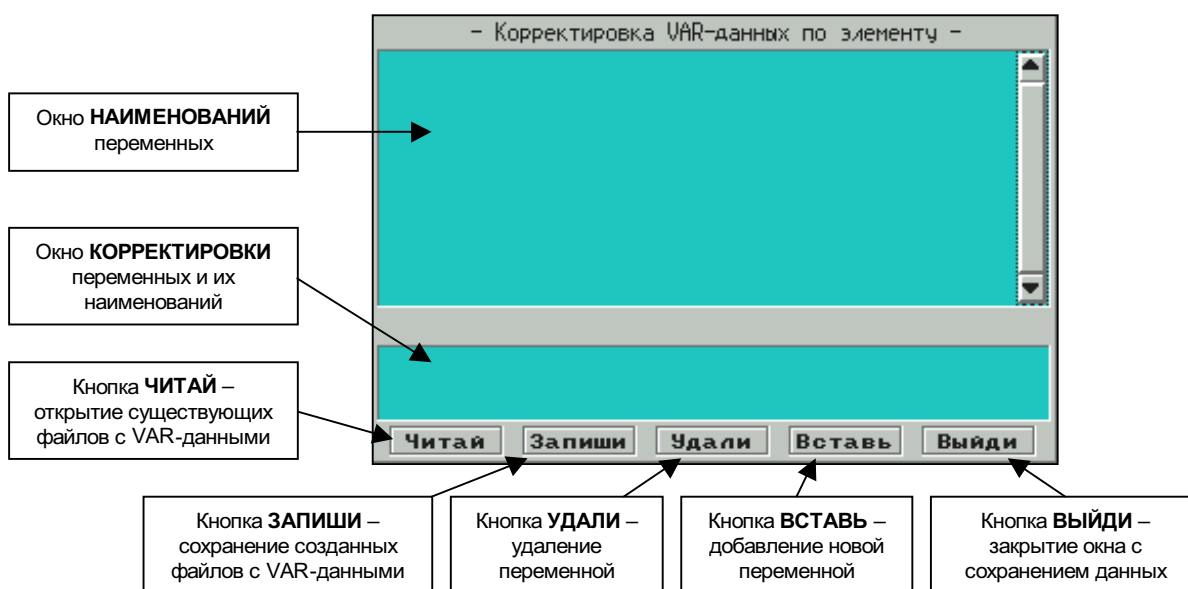 - Корректировка VAR-данных по элементу -
Окно НАИМЕНОВАНИЙ
переменных
Окно КОРРЕКТИРОВКИ
переменных и их
наименований
Кнопка ЧИТАЙ –
открытие существующих
файлов с VAR-данными
Читай Запиши Удали Вставь Выйди
Кнопка ЗАПИШИ –
сохранение созданных
файлов с VAR-данными
Кнопка УДАЛИ –
удаление
переменной
Кнопка ВСТАВЬ –
добавление новой
переменной
Кнопка ВЫЙДИ –
закрытие окна с
сохранением данных